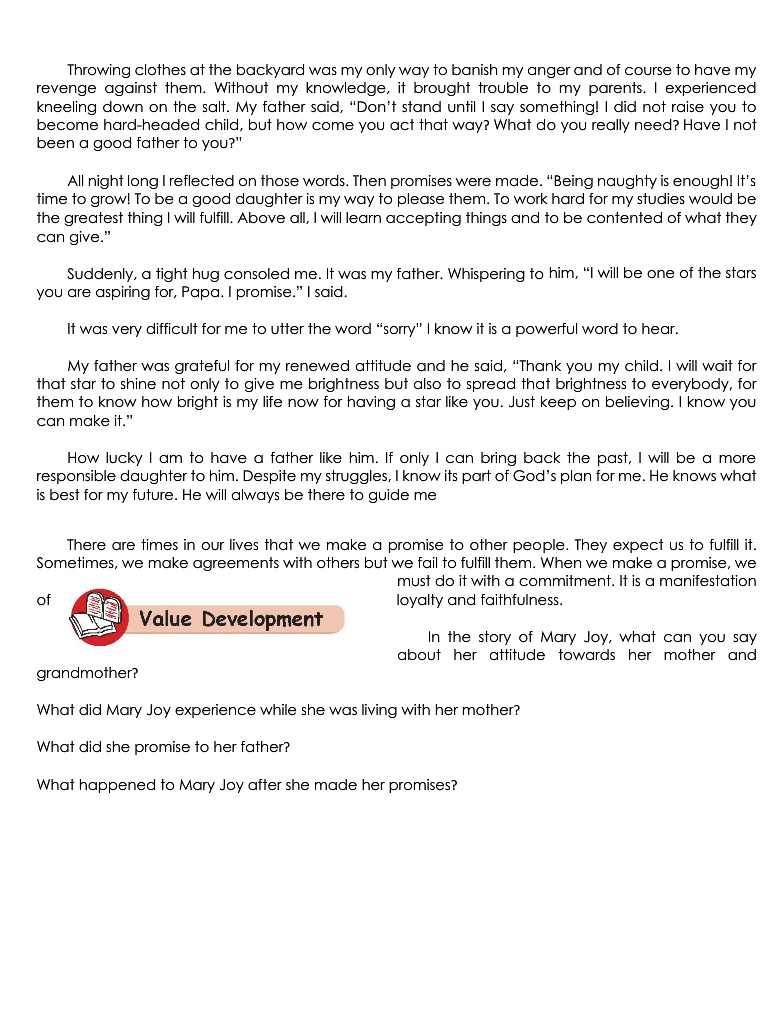 Throwing clothes at the backyard was my only way to banish my anger and of course to have my
revenge against them. Without my knowledge, it brought trouble to my parents. I experienced
kneeling down on the salt. My father said, “Don’t stand until I say something! I did not raise you to
become hard-headed child, but how come you act that way? What do you really need? Have I not
been a good father to you?”
All night long I reflected on those words. Then promises were made. “Being naughty is enough! It’s
time to grow! To be a good daughter is my way to please them. To work hard for my studies would be
the greatest thing I will fulfill. Above all, I will learn accepting things and to be contented of what they
can give.”
Suddenly, a tight hug consoled me. It was my father. Whispering to him, “I will be one of the stars
you are aspiring for, Papa. I promise.” I said.
It was very difficult for me to utter the word “sorry” I know it is a powerful word to hear.
My father was grateful for my renewed attitude and he said, “Thank you my child. I will wait for
that star to shine not only to give me brightness but also to spread that brightness to everybody, for
them to know how bright is my life now for having a star like you. Just keep on believing. I know you
can make it.”
How lucky I am to have a father like him. If only I can bring back the past, I will be a more
responsible daughter to him. Despite my struggles, I know its part of God’s plan for me. He knows what
is best for my future. He will always be there to guide me
There are times in our lives that we make a promise to other people. They expect us to fulfill it.
Sometimes, we make agreements with others but we fail to fulfill them. When we make a promise, we
must do it with a commitment. It is a manifestation
of loyalty and faithfulness.
Value Development
In the story of Mary Joy, what can you say
about her attitude towards her mother and
grandmother?
What did Mary Joy experience while she was living with her mother?
What did she promise to her father?
What happened to Mary Joy after she made her promises?